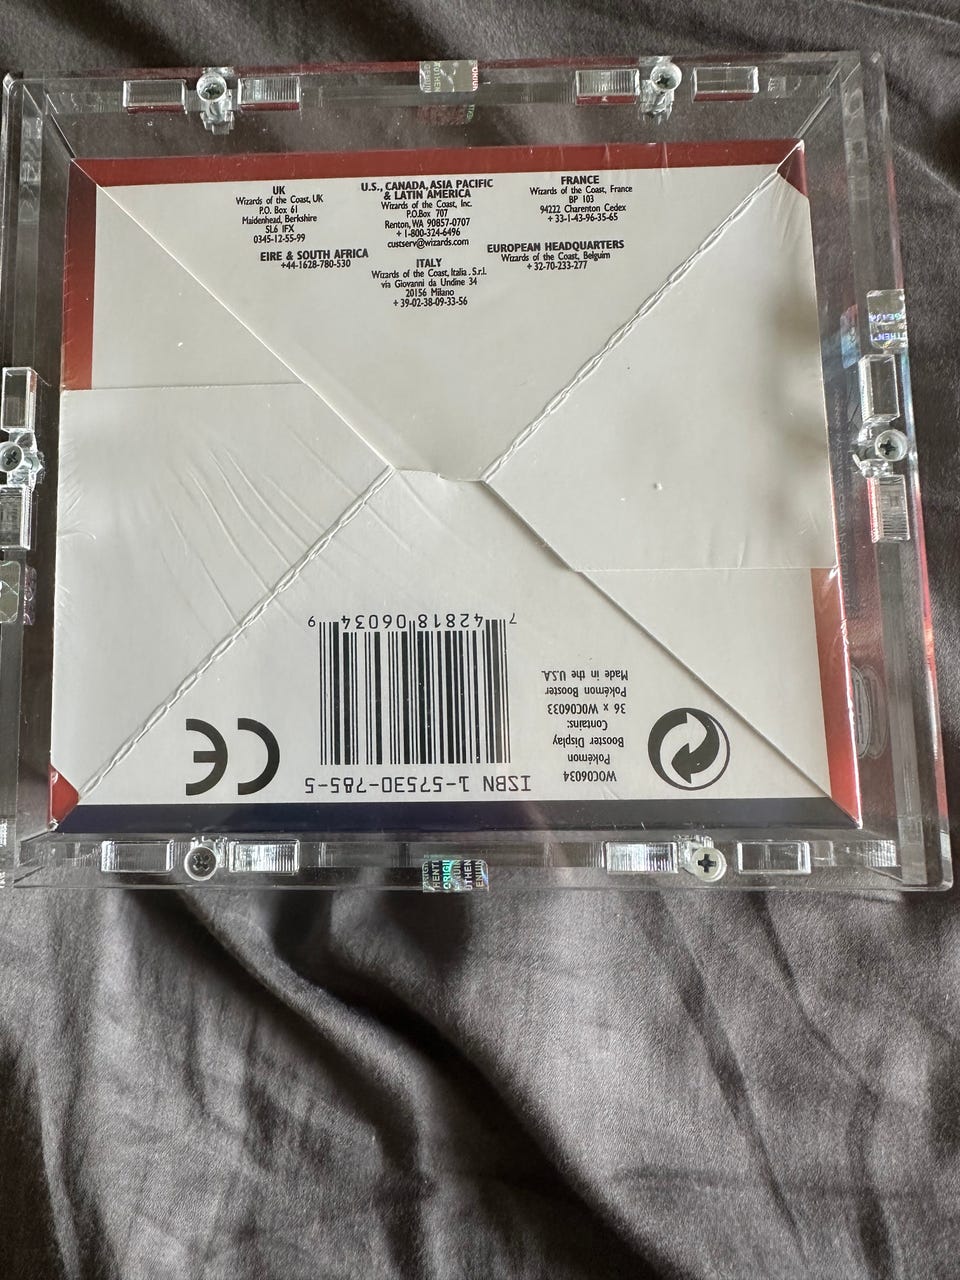 UK
Wizards of the Coast, UK
P.O. Box 61
Maidenhead, Berkshire
SL6 IFX
0345-12-55-99
U.S., CANADA, ASIA PACIFIC
& LATIN AMERICA
Wizards of the Coast, Inc.
P.O.Box 707
Renton, WA 90857-0707
+ 1-800-324-6496
custserv@wizards.com
FRANCE
Wizards of the Coast, France
BP 103
94222 Charenton Cedex
+ 33-1-43-96-35-65
EIRE & SOUTH AFRICA
+44-1628-780-530
ITALY
Wizards of the Coast, Italia . S.r.l.
via Giovanni da Undine 34
20156 Milano
+ 39-02-38-09-33-56
EUROPEAN HEADQUARTERS
Wizards of the Coast, Belguim
+ 32-70-233-277
WOC06034
Pokémon
Booster Display
Contains:
36 x WOC06033
Pokémon Booster
Made in the U.S.A.
ISBN 1-57530-785-5
7 42818 06034 9
CE